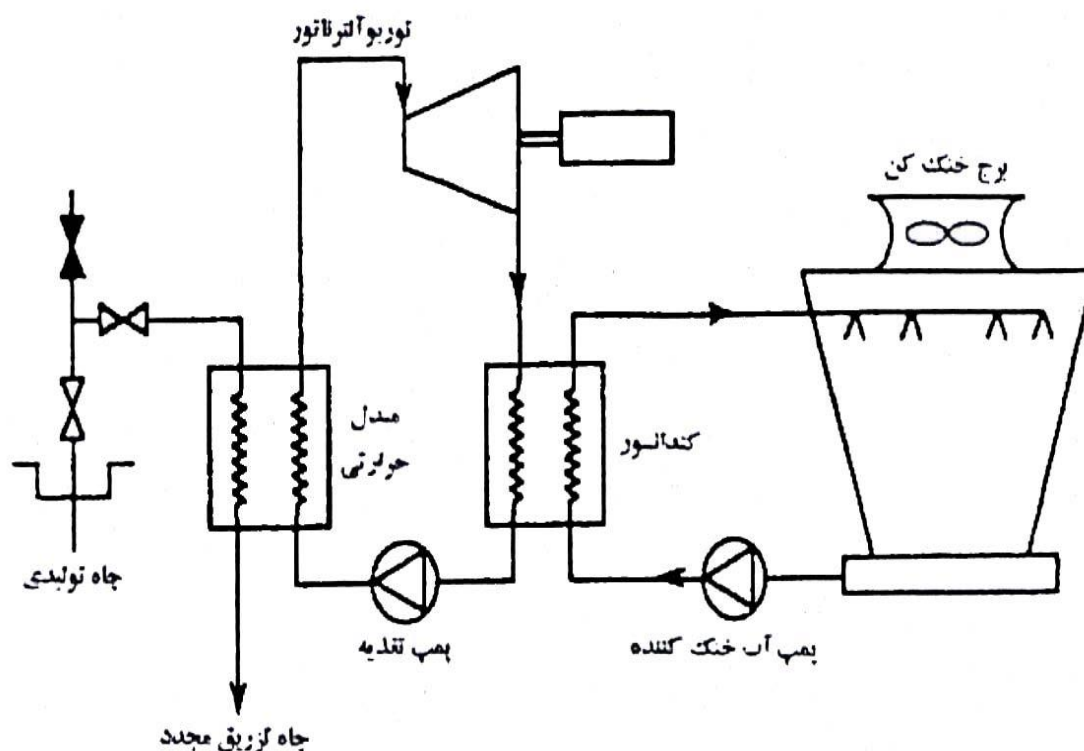 توربوآلترناتور
برج خنک کن
مبدل
حرارتی
کندانسور
چاه تولیدی
پمپ تغذیه
پمپ آب خنک کننده
چاه تزریق مجدد